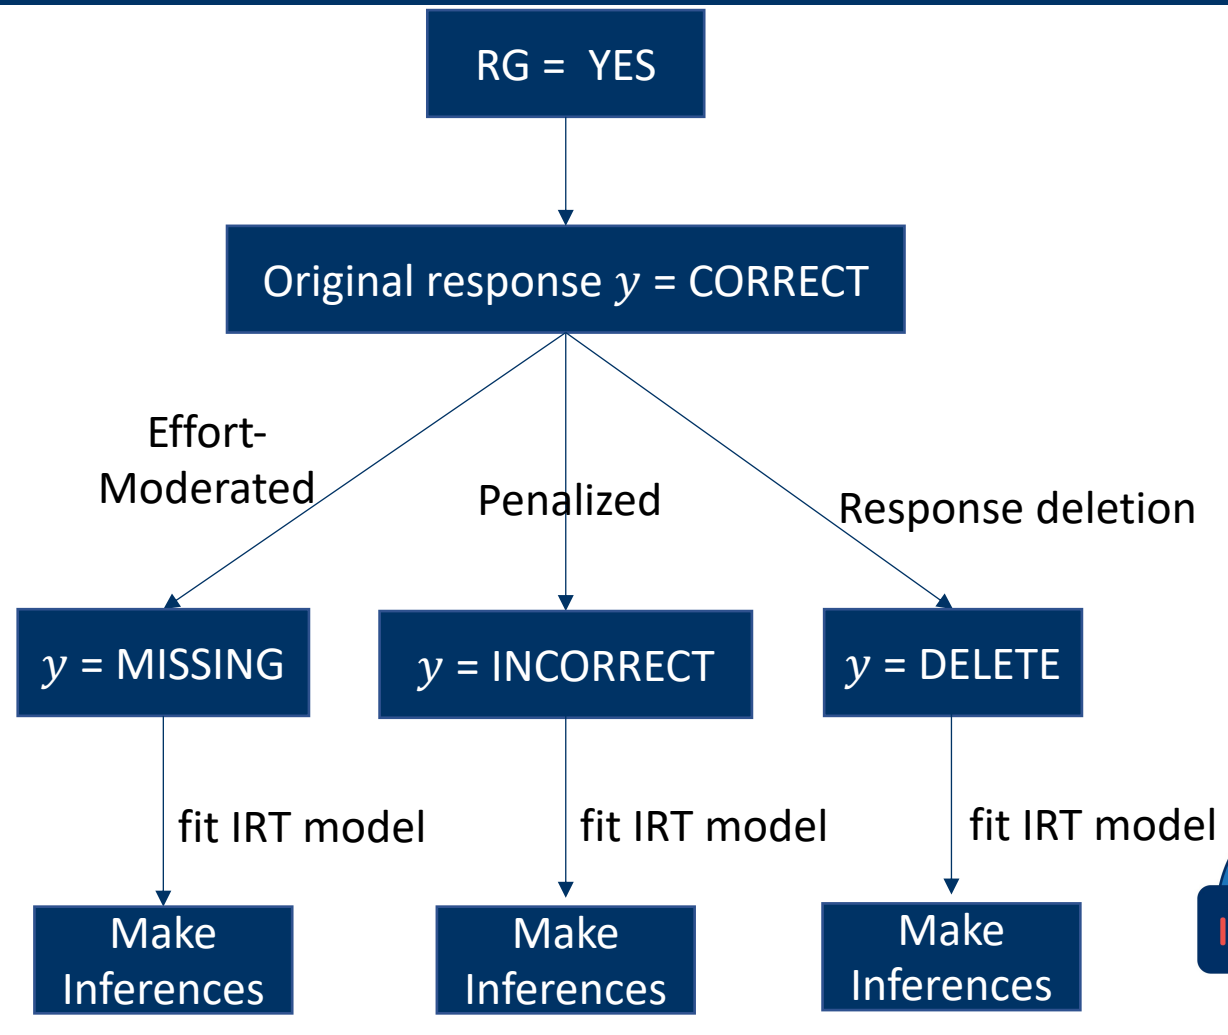 RG = YES
Original response 𝑦 = CORRECT
Effort-
Moderated
Penalized
Response deletion
𝑦 = MISSING
𝑦 = INCORRECT
𝑦 = DELETE
fit IRT model
fit IRT model
fit IRT model
Make
Inferences
Make
Inferences
Make
Inferences